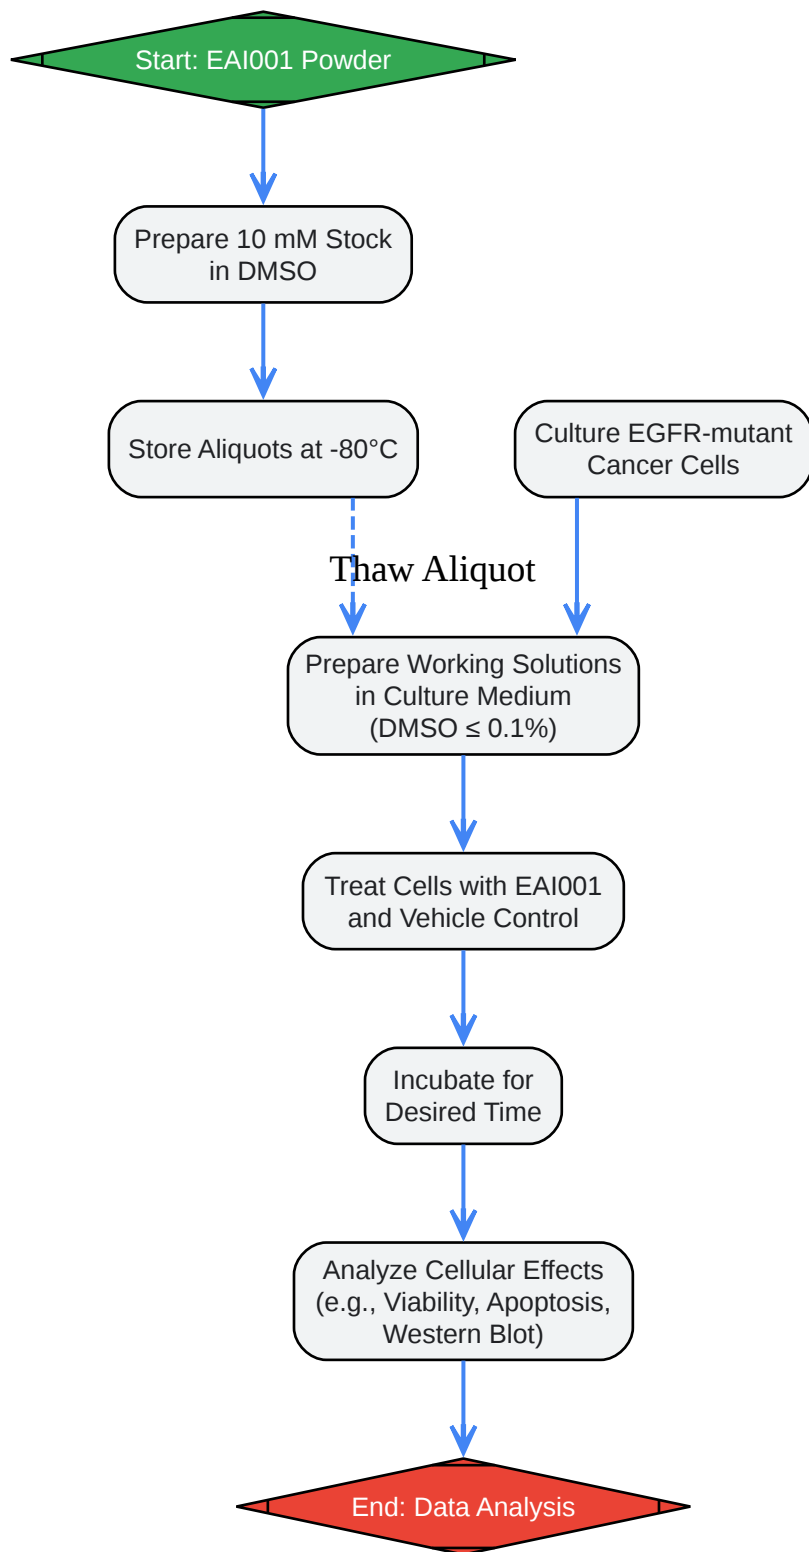 Start: EAI001 Powder
Prepare 10 mM Stock
in DMSO
Store Aliquots at -80°C
Culture EGFR-mutant
Cancer Cells
Thaw Aliquot
Prepare Working Solutions
in Culture Medium
(DMSO ≤ 0.1%)
Treat Cells with EAI001
and Vehicle Control
Incubate for
Desired Time
Analyze Cellular Effects
(e.g., Viability, Apoptosis,
Western Blot)
End: Data Analysis